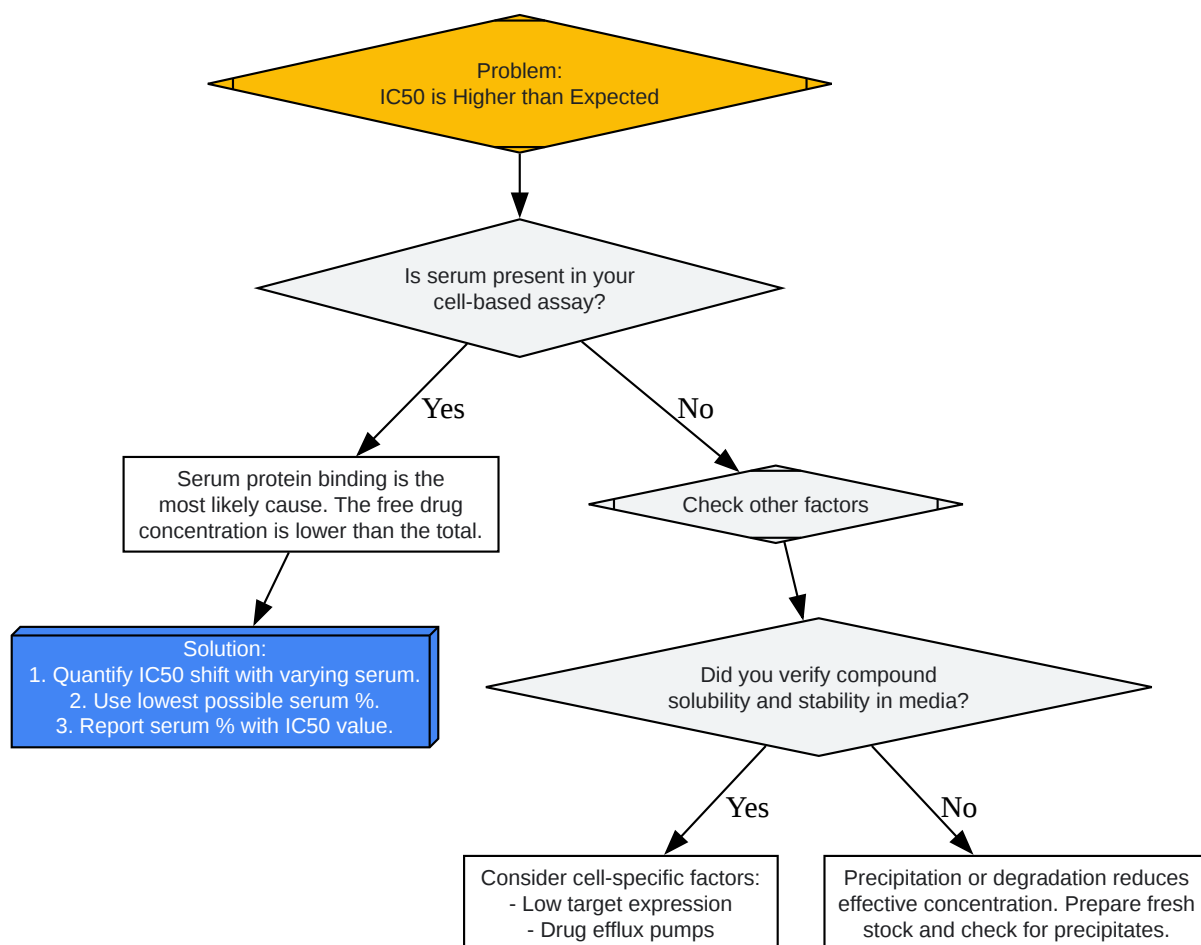 Problem:
IC50 is Higher than Expected
Is serum present in your
cell-based assay?
Yes
No
Serum protein binding is the
most likely cause. The free drug
concentration is lower than the total.
Check other factors
Solution:
1. Quantify IC50 shift with varying serum.
2. Use lowest possible serum %.
3. Report serum % with IC50 value.
Did you verify compound
solubility and stability in media?
Yes
No
Consider cell-specific factors:
- Low target expression
- Drug efflux pumps
Precipitation or degradation reduces
effective concentration. Prepare fresh
stock and check for precipitates.